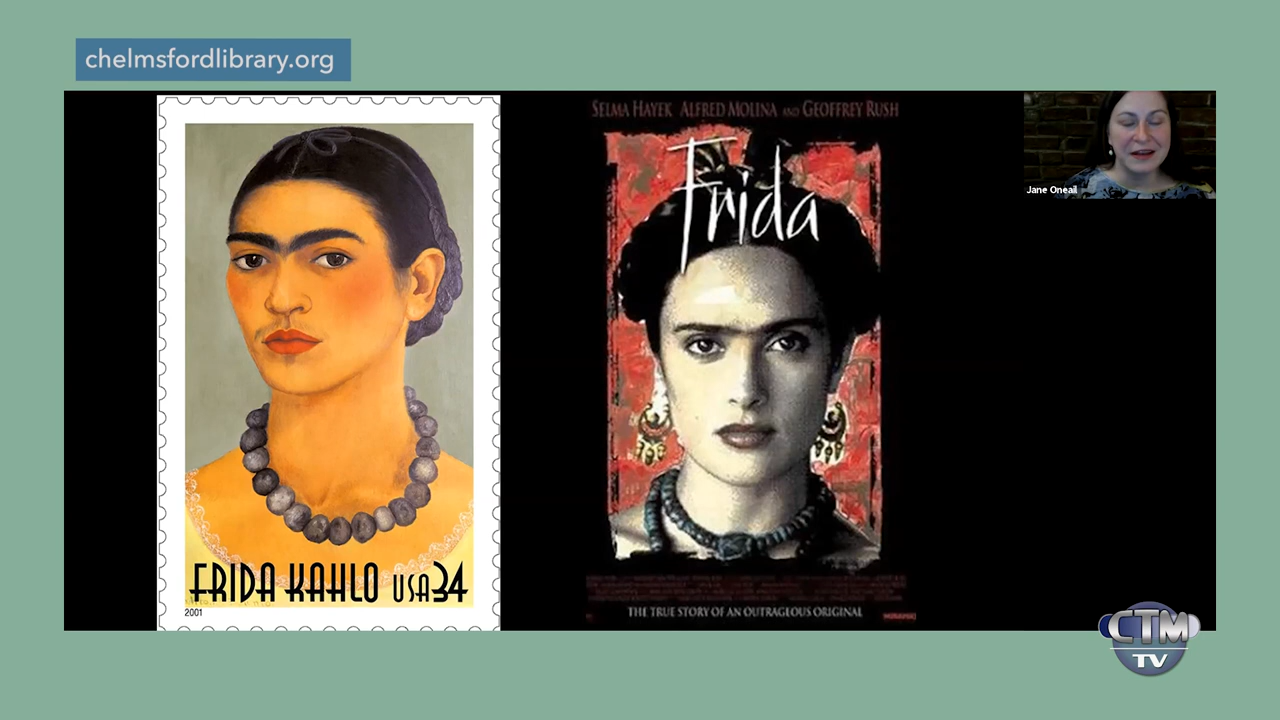 chelmsfordlibrary.org
SELMA HAYEK ALFRED MOLINA AND GEOFFREY RUSH
Frida
Jane Oneail
FRIDA KAHLO USA34
2001
THE TRUE STORY OF AN OUTRAGEOUS ORIGINAL
CTM
TV